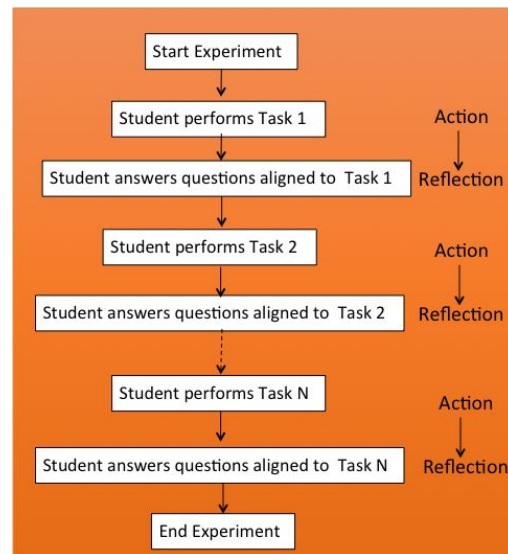 Start Experiment
Student performs Task 1
Action
Student answers questions aligned to Task 1
Reflection
Student performs Task 2
Action
Student answers questions aligned to Task 2
Reflection
Student performs Task N
Action
Student answers questions aligned to Task N
Reflection
End Experiment